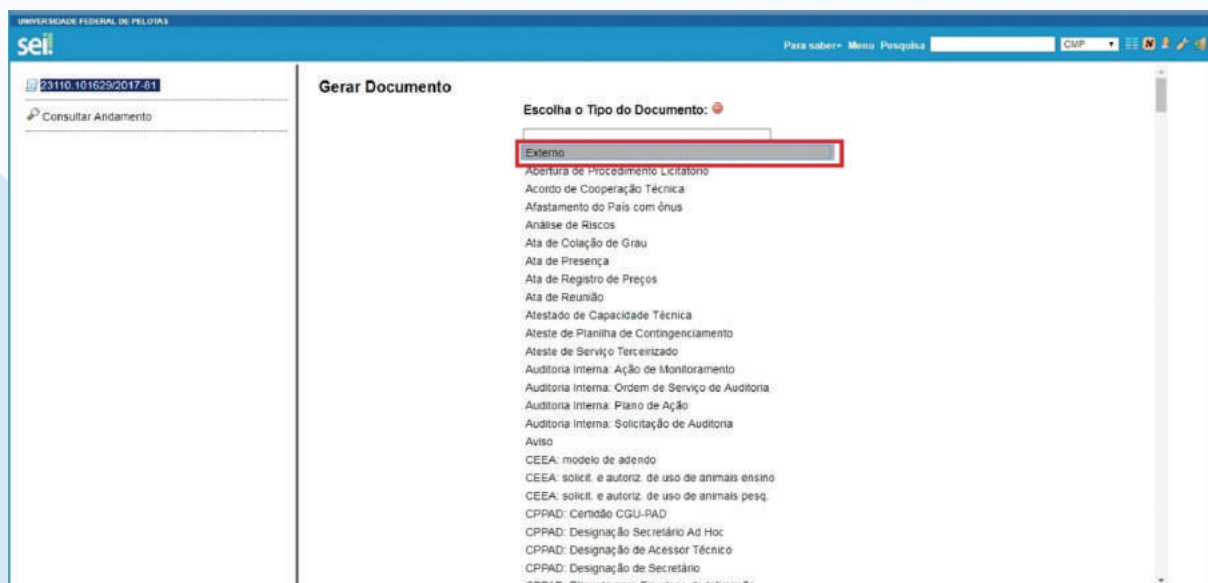 UNIVERSIDADE FEDERAL DE PELOTAS
sei!
Para saber+ Menu Pesquisa CMP
23110.101629/2017-81
Consultar Andamento
Gerar Documento
Escolha o Tipo do Documento:
Externo
Abertura de Procedimento Licitatório
Acordo de Cooperação Técnica
Afastamento do País com ônus
Análise de Riscos
Ata de Colação de Grau
Ata de Presença
Ata de Registro de Preços
Ata de Reunião
Atestado de Capacidade Técnica
Ateste de Planilha de Contingenciamento
Ateste de Serviço Terceirizado
Auditoria Interna: Ação de Monitoramento
Auditoria Interna: Ordem de Serviço de Auditoria
Auditoria Interna: Plano de Ação
Auditoria Interna: Solicitação de Auditoria
Aviso
CEEA: modelo de adendo
CEEA: solicit. e autoriz. de uso de animais ensino
CEEA: solicit. e autoriz. de uso de animais pesq.
CPPAD: Certidão CGU-PAD
CPPAD: Designação Secretário Ad Hoc
CPPAD: Designação de Acessor Técnico
CPPAD: Designação de Secretário